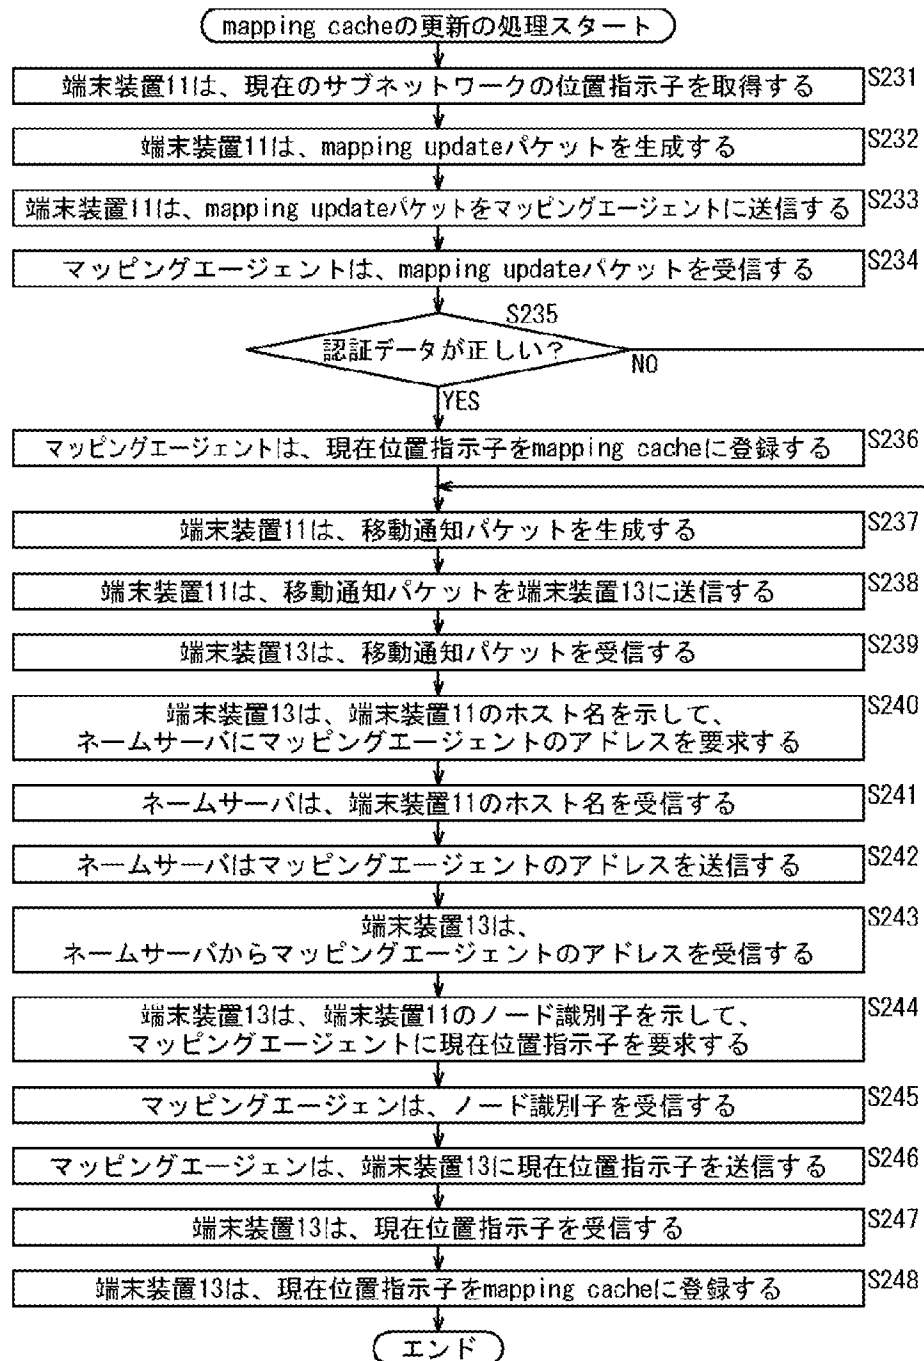 mapping cacheの更新の処理スタート
端末装置11は、現在のサブネットワークの位置指示子を取得する
S231
端末装置11は、mapping updateパケットを生成する
S232
端末装置11は、mapping updateパケットをマッピングエージェントに送信する
S233
マッピングエージェントは、mapping updateパケットを受信する
S234
S235
認証データが正しい？
NO
YES
マッピングエージェントは、現在位置指示子をmapping cacheに登録する
S236
端末装置11は、移動通知パケットを生成する
S237
端末装置11は、移動通知パケットを端末装置13に送信する
S238
端末装置13は、移動通知パケットを受信する
S239
端末装置13は、端末装置11のホスト名を示して、
S240
ネームサーバにマッピングエージェントのアドレスを要求する
ネームサーバは、端末装置11のホスト名を受信する
S241
ネームサーバはマッピングエージェントのアドレスを送信する
S242
端末装置13は、
S243
ネームサーバからマッピングエージェントのアドレスを受信する
端末装置13は、端末装置11のノード識別子を示して、
S244
マッピングエージェントに現在位置指示子を要求する
マッピングエージェンは、ノード識別子を受信する
S245
マッピングエージェンは、端末装置13に現在位置指示子を送信する
S246
端末装置13は、現在位置指示子を受信する
S247
端末装置13は、現在位置指示子をmapping cacheに登録する
S248
エンド